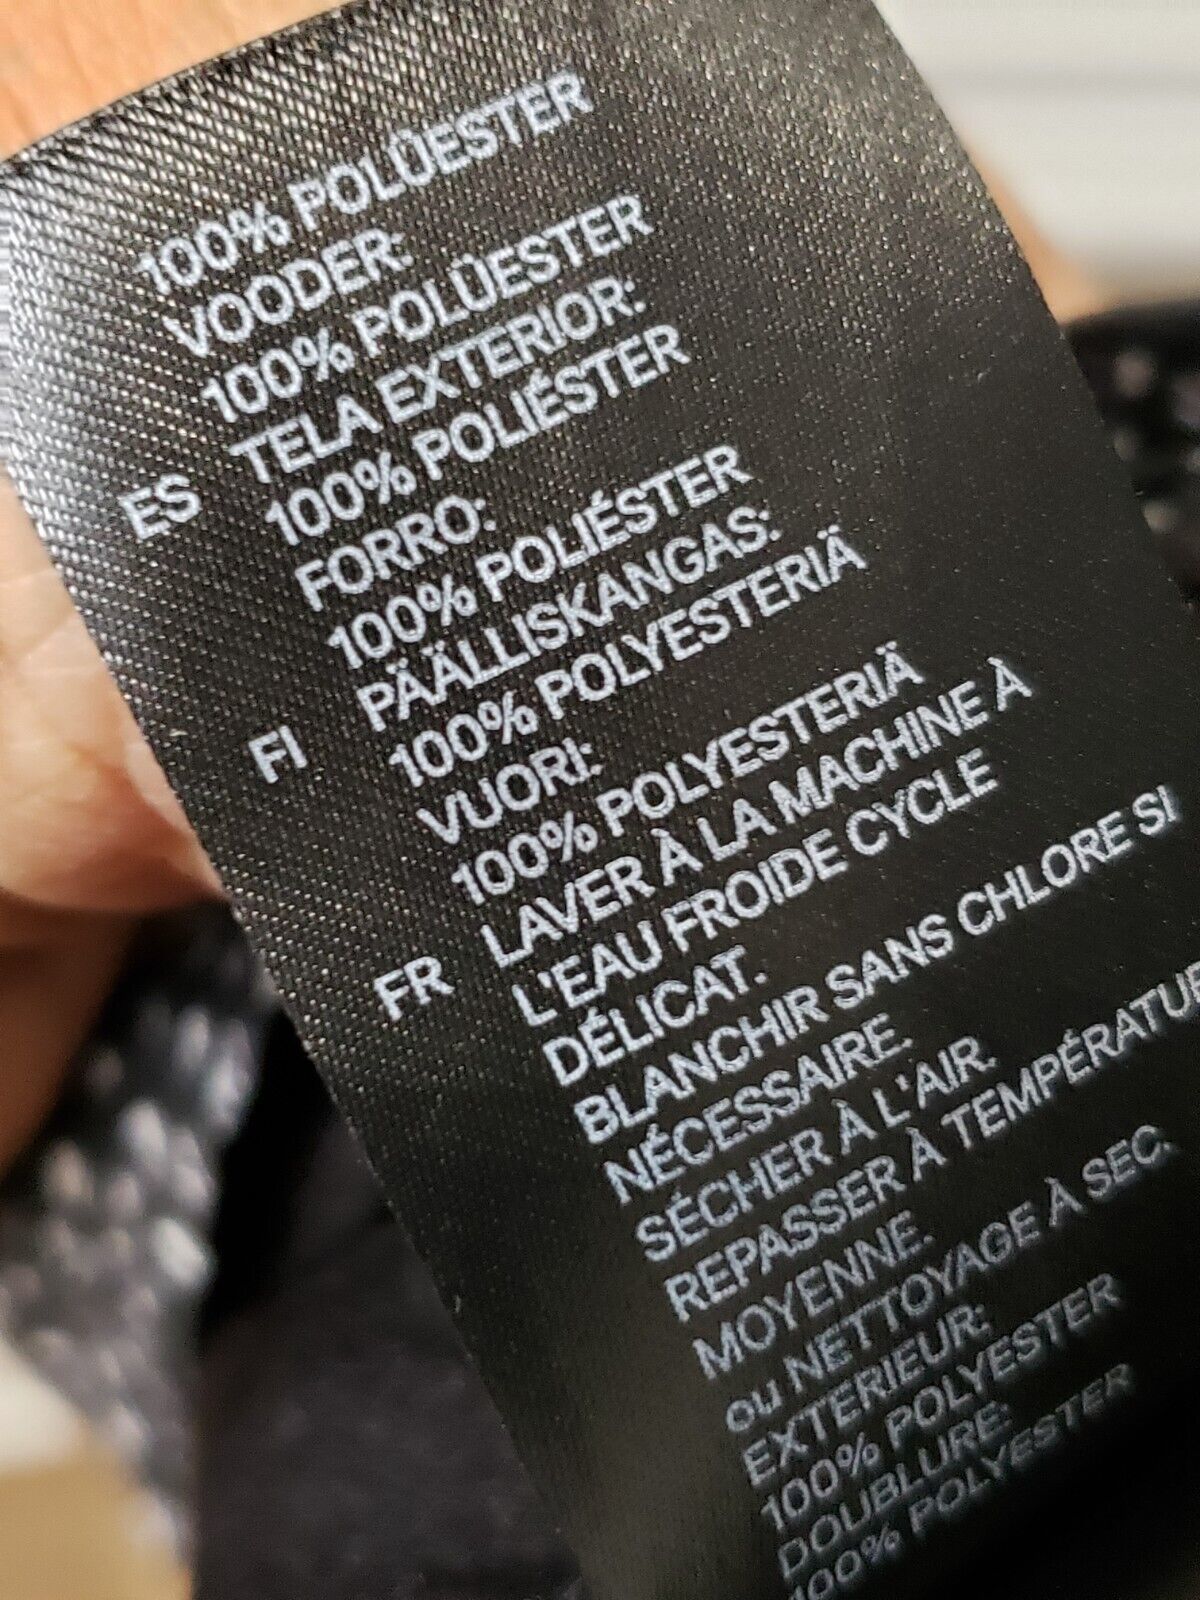 100% POLÜESTER
VOODER:
100% POLÜESTER
ES TELA EXTERIOR:
100% POLIÉSTER
FORRO:
100% POLIÉSTER
FI PÄÄLLISKANGAS:
100% POLYESTERIÄ
VUORI:
100% POLYESTERIÄ
FR LAVER À LA MACHINE À
L'EAU FROIDE CYCLE
DÉLICAT.
BLANCHIR SANS CHLORE SI
NÉCESSAIRE.
SÉCHER À L'AIR.
REPASSER À TEMPÉRATUR
MOYENNE.
ou NETTOYAGE À SEC.
EXTERIEUR:
100% POLYESTER
DOUBLURE:
100% POLYESTER